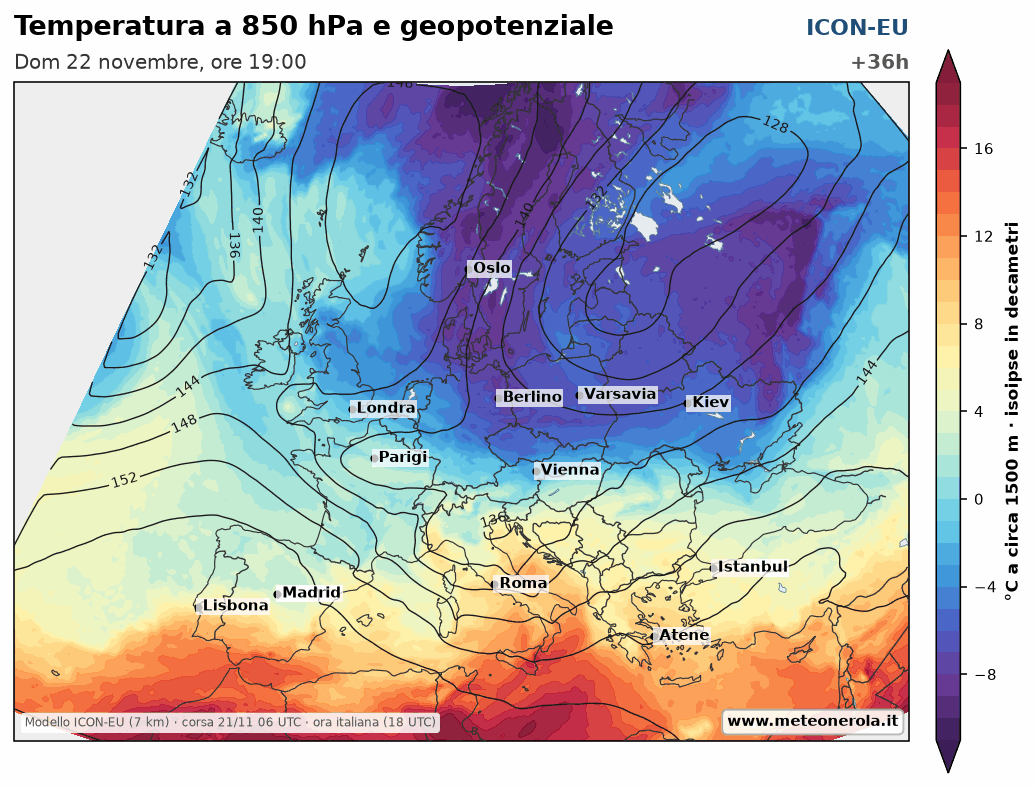 Temperatura a 850 hPa e geopotenziale
ICON-EU
Dom 22 novembre, ore 19:00
+36h
148
128
132
132
140
140
136
132
Oslo
144
144
Berlino
Varsavia
Kiev
Londra
148
Parigi
Vienna
152
136
Istanbul
Roma
Madrid
Lisbona
Atene
Modello ICON-EU (7 km) · corsa 21/11 06 UTC · ora italiana (18 UTC)
www.meteonerola.it
16
12
8
4
0
−4
−8
°C a circa 1500 m · Isoipse in decametri